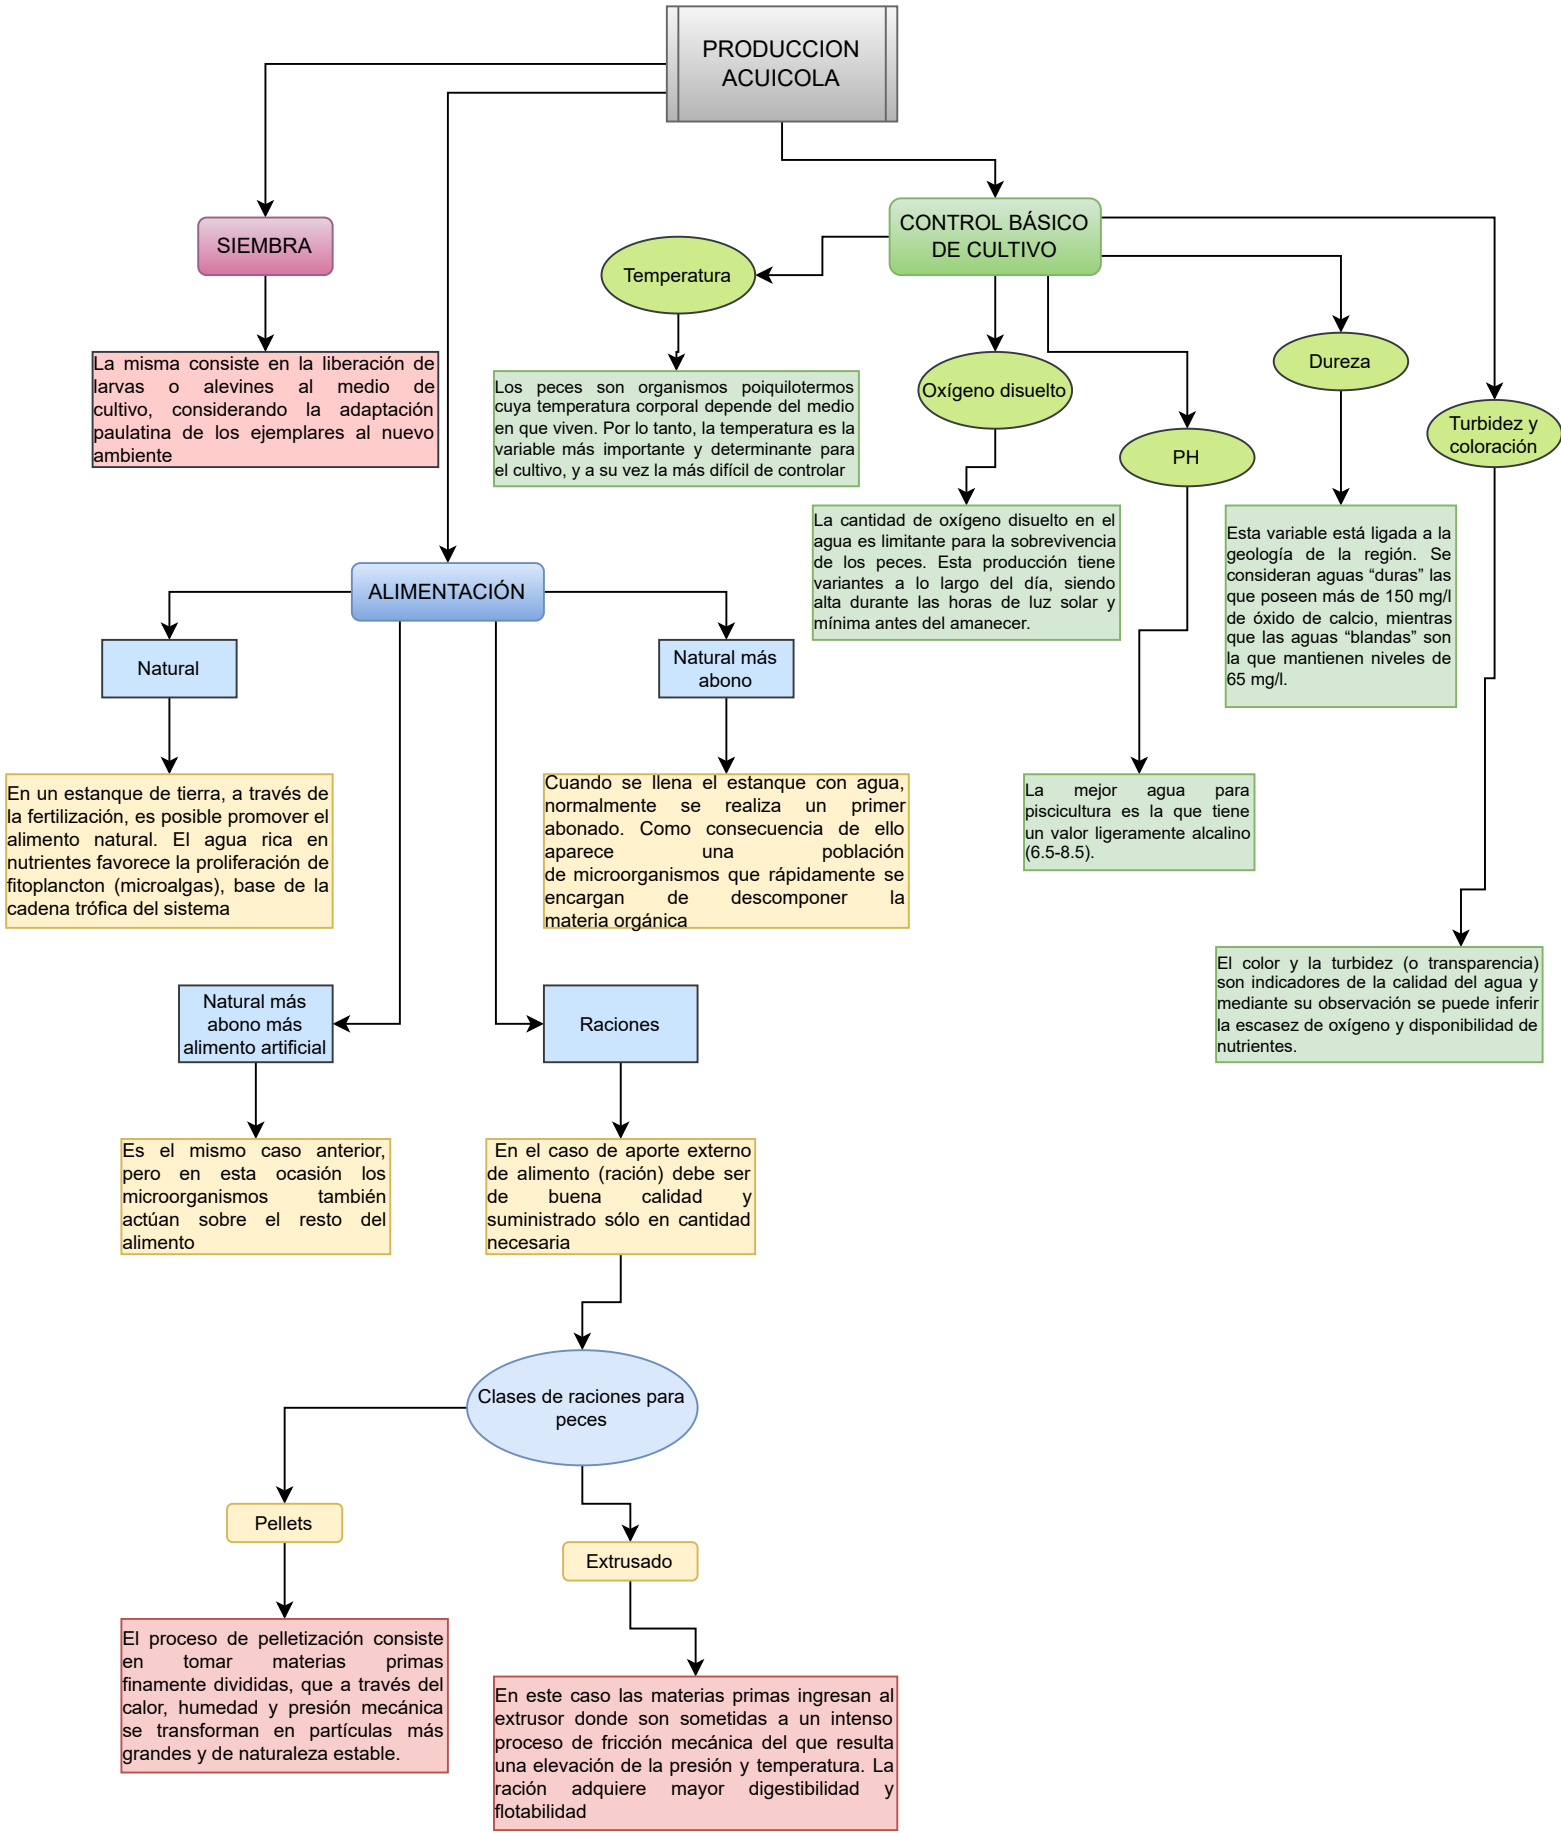 PRODUCCION
ACUICOLA
SIEMBRA
La misma consiste en la liberación de
larvas o alevines al medio de
cultivo, considerando la adaptación
paulatina de los ejemplares al nuevo
ambiente
CONTROL BÁSICO
DE CULTIVO
Temperatura
Los peces son organismos poiquilotermos
cuya temperatura corporal depende del medio
en que viven. Por lo tanto, la temperatura es la
variable más importante y determinante para
el cultivo, y a su vez la más difícil de controlar
Oxígeno disuelto
La cantidad de oxígeno disuelto en el
agua es limitante para la sobrevivencia
de los peces. Esta producción tiene
variantes a lo largo del día, siendo
alta durante las horas de luz solar y
mínima antes del amanecer.
PH
La mejor agua para
piscicultura es la que tiene
un valor ligeramente alcalino
(6.5-8.5).
Dureza
Esta variable está ligada a la
geología de la región. Se
consideran aguas “duras” las
que poseen más de 150 mg/l
de óxido de calcio, mientras
que las aguas “blandas” son
la que mantienen niveles de
65 mg/l.
Turbidez y
coloración
El color y la turbidez (o transparencia)
son indicadores de la calidad del agua y
mediante su observación se puede inferir
la escasez de oxígeno y disponibilidad de
nutrientes.
ALIMENTACIÓN
Natural
En un estanque de tierra, a través de
la fertilización, es posible promover el
alimento natural. El agua rica en
nutrientes favorece la proliferación de
fitoplancton (microalgas), base de la
cadena trófica del sistema
Natural más
abono
Cuando se llena el estanque con agua,
normalmente se realiza un primer
abonado. Como consecuencia de ello
aparece una población
de microorganismos que rápidamente se
encargan de descomponer la
materia orgánica
Natural más
abono más
alimento artificial
Es el mismo caso anterior,
pero en esta ocasión los
microorganismos también
actúan sobre el resto del
alimento
Raciones
En el caso de aporte externo
de alimento (ración) debe ser
de buena calidad y
suministrado sólo en cantidad
necesaria
Clases de raciones para
peces
Pellets
El proceso de pelletización consiste
en tomar materias primas
finamente divididas, que a través del
calor, humedad y presión mecánica
se transforman en partículas más
grandes y de naturaleza estable.
Extrusado
En este caso las materias primas ingresan al
extrusor donde son sometidas a un intenso
proceso de fricción mecánica del que resulta
una elevación de la presión y temperatura. La
ración adquiere mayor digestibilidad y
flotabilidad